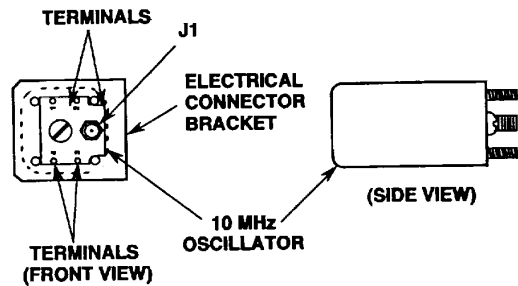 TERMINALS
J1
ELECTRICAL
CONNECTOR
BRACKET
10 MHz
OSCILLATOR
TERMINALS
(FRONT VIEW)
(SIDE VIEW)